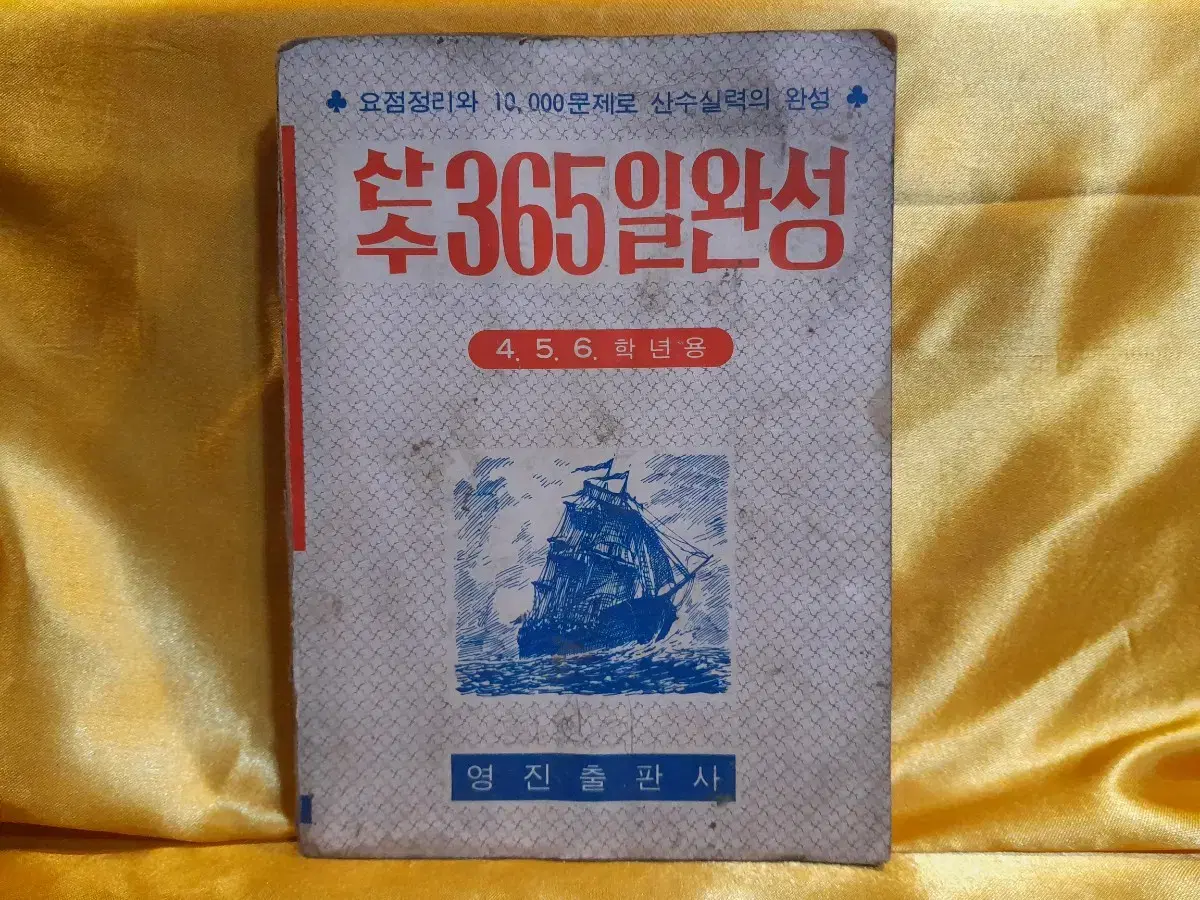 ♣ 요점정리와 10,000문제로 산수실력의 완성 ♣
산수365일완성
4. 5. 6. 학년용
영진출판사